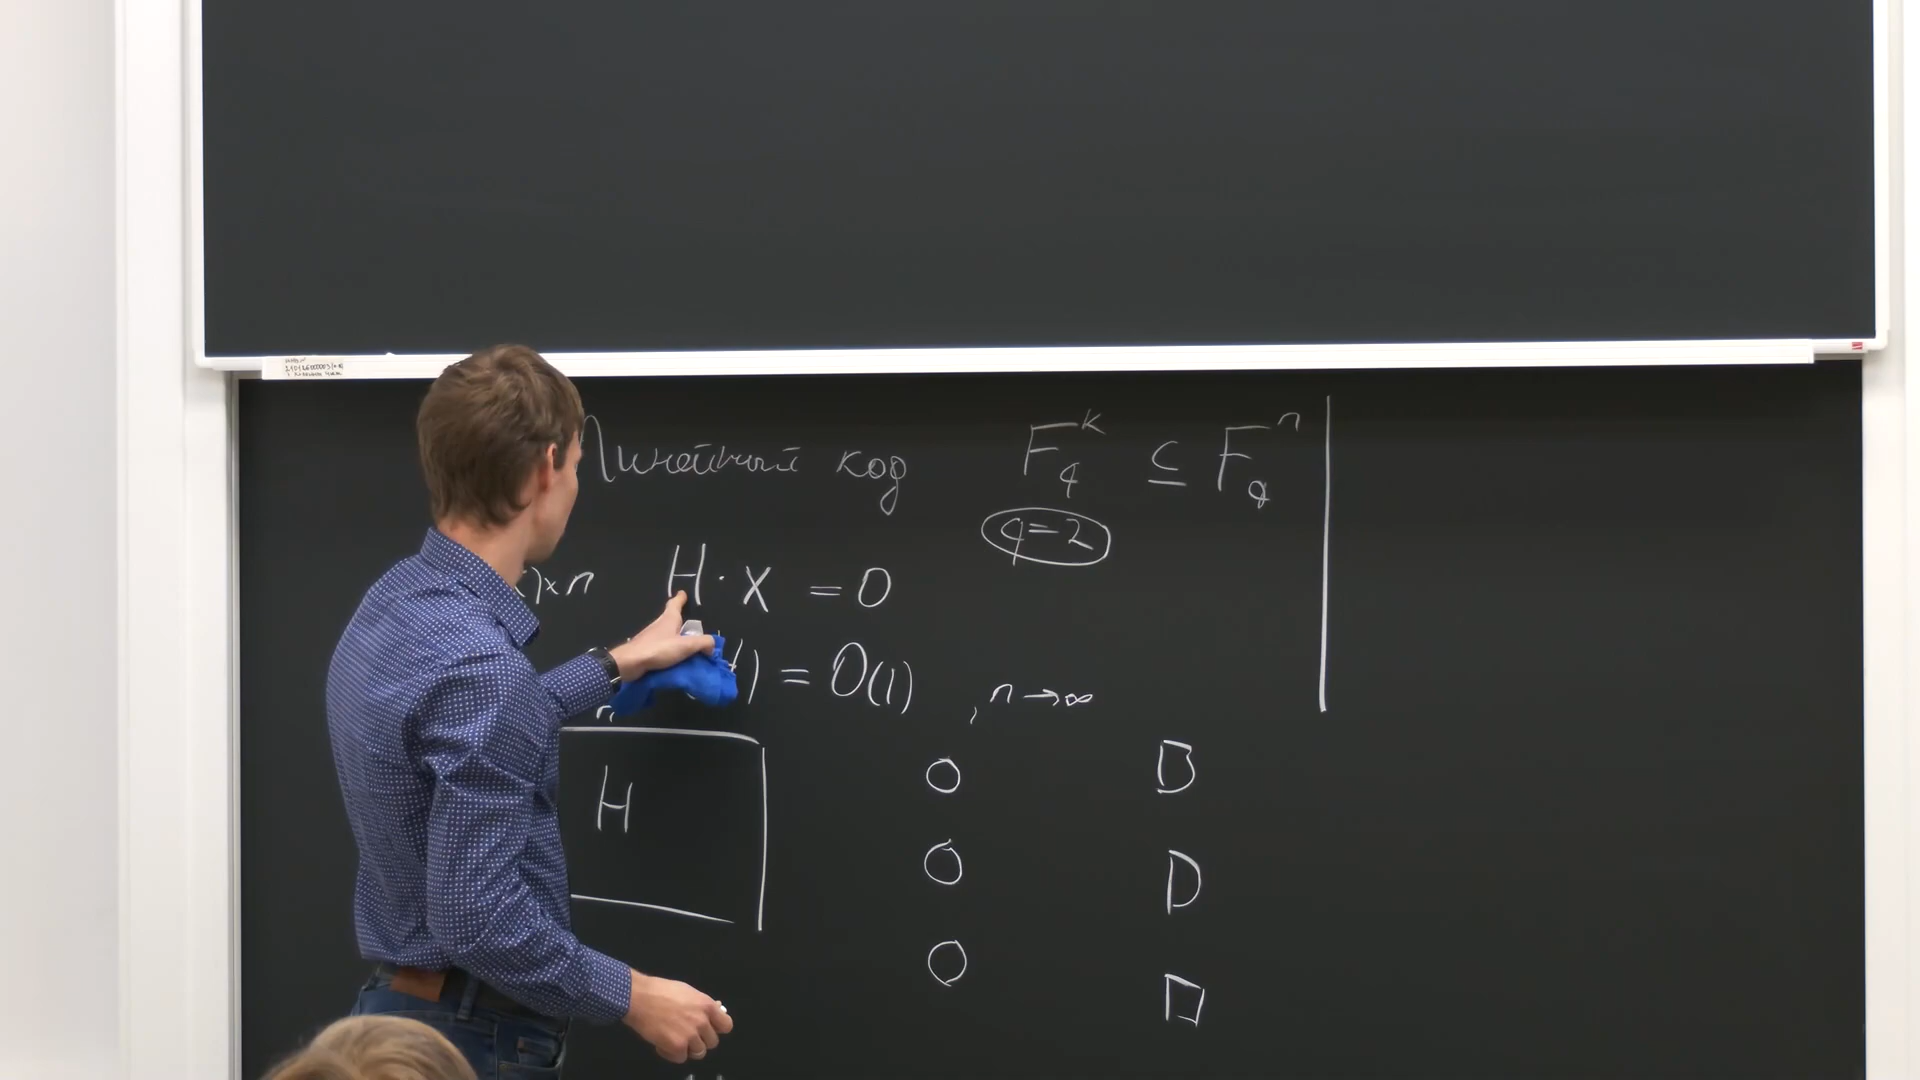 Линейный код F_q^k ⊆ F_q^n
q=2
)×n H·x = 0
) = O(1) , n→∞
n
H